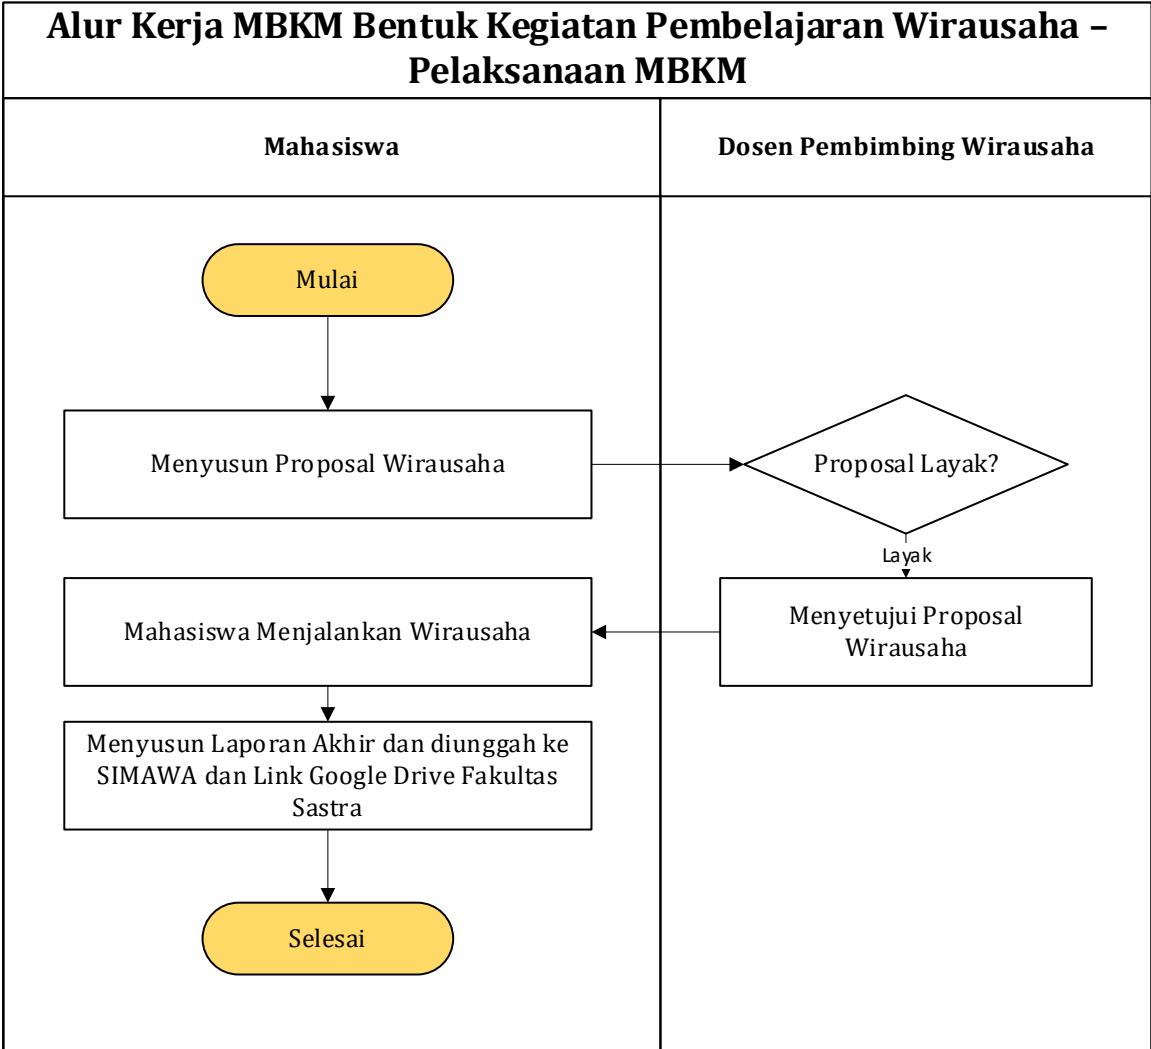 Alur Kerja MBKM Bentuk Kegiatan Pembelajaran Wirausaha –
Pelaksanaan MBKM
Mahasiswa
Dosen Pembimbing Wirausaha
Mulai
Menyusun Proposal Wirausaha
Proposal Layak?
Layak
Menyetujui Proposal
Wirausaha
Mahasiswa Menjalankan Wirausaha
Menyusun Laporan Akhir dan diunggah ke
SIMAWA dan Link Google Drive Fakultas
Sastra
Selesai